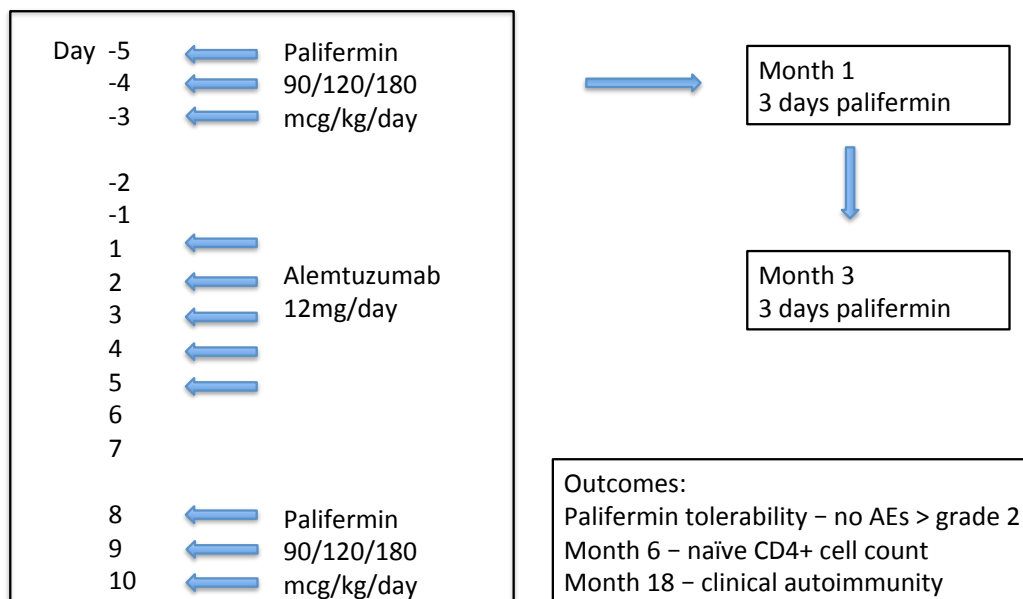 Day -5
Palifermin
-4
90/120/180
-3
mcg/kg/day
-2
-1
1
2
Alemtuzumab
3
12mg/day
4
5
6
7
8
Palifermin
9
90/120/180
10
mcg/kg/day
Month 1
3 days palifermin
Month 3
3 days palifermin
Outcomes:
Palifermin tolerability – no AEs > grade 2
Month 6 – naïve CD4+ cell count
Month 18 – clinical autoimmunity